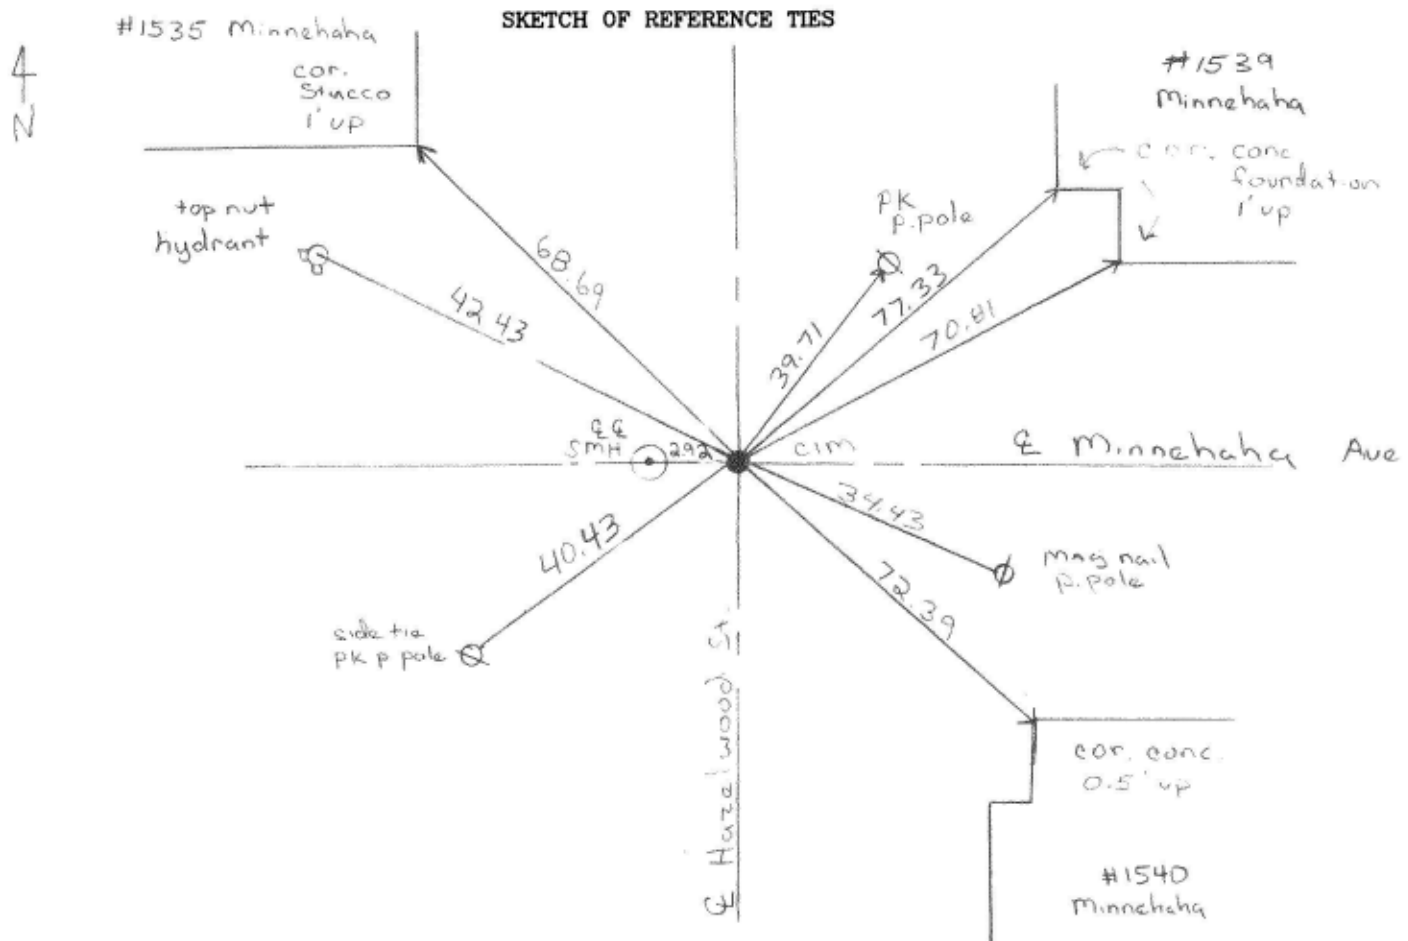 SKETCH OF REFERENCE TIES
#1535 Minnehaha
4
N
cor.
Stucco
1' up
#1539
Minnehaha
cor. conc
foundation
1' up
top nut
hydrant
PK
p.pole
68.69
42.43
39.71
77.33
70.81
℄ ℄
SMH
2.92
CIM
℄ Minnehaha Ave
40.43
34.43
mag nail
p.pole
72.39
side tie
pk p pole
℄ Hazelwood St.
cor. conc.
0.5' up
#1540
Minnehaha